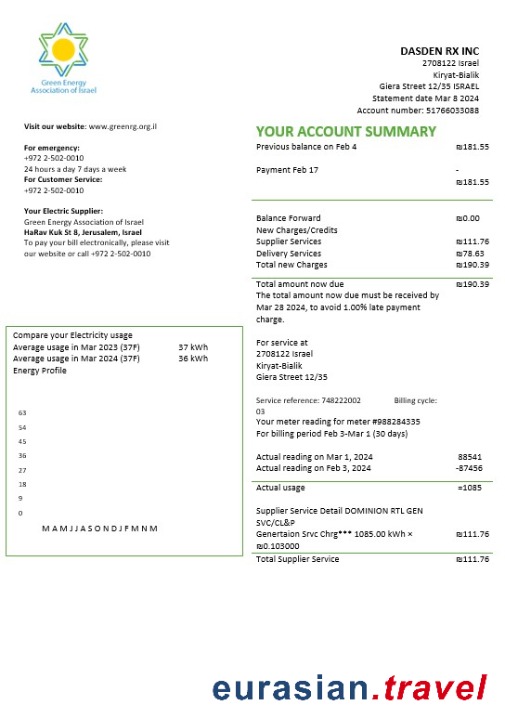 Green Energy
Association of Israel
DASDEN RX INC
2708122 Israel
Kiryat-Bialik
Giera Street 12/35 ISRAEL
Statement date Mar 8 2024
Account number: 51766033088
Visit our website: www.greenrg.org.il
For emergency:
+972 2-502-0010
24 hours a day 7 days a week
For Customer Service:
+972 2-502-0010
Your Electric Supplier:
Green Energy Association of Israel
HaRav Kuk St 8, Jerusalem, Israel
To pay your bill electronically, please visit
our website or call +972 2-502-0010
YOUR ACCOUNT SUMMARY
Previous balance on Feb 4 ₪181.55
Payment Feb 17 -
₪181.55
Balance Forward ₪0.00
New Charges/Credits
Supplier Services ₪111.76
Delivery Services ₪78.63
Total new Charges ₪190.39
Total amount now due ₪190.39
The total amount now due must be received by
Mar 28 2024, to avoid 1.00% late payment
charge.
For service at
2708122 Israel
Kiryat-Bialik
Giera Street 12/35
Service reference: 748222002 Billing cycle:
03
Your meter reading for meter #988284335
For billing period Feb 3-Mar 1 (30 days)
Actual reading on Mar 1, 2024 88541
Actual reading on Feb 3, 2024 -87456
Actual usage =1085
Supplier Service Detail DOMINION RTL GEN
SVC/CL&P
Genertaion Srvc Chrg*** 1085.00 kWh × ₪111.76
₪0.103000
Total Supplier Service ₪111.76
Compare your Electricity usage
Average usage in Mar 2023 (37F) 37 kWh
Average usage in Mar 2024 (37F) 36 kWh
Energy Profile
63
54
45
36
27
18
9
0
M A M J J A S O N D J F M N M
eurasian.travel